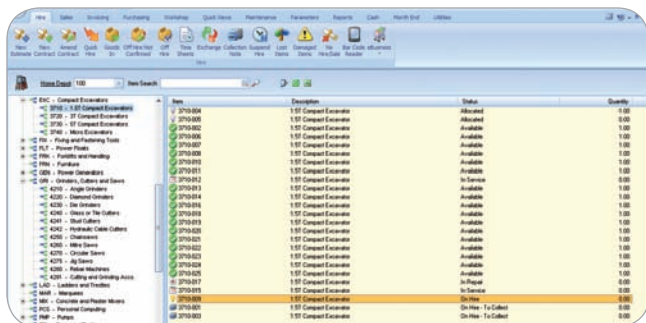 Hire Sales Invoicing Purchasing Workshop Quick Views Maintenance Parameters Reports Cash Month End Utilities
New Estimate New Contract Amend Contract Quick Hire Goods In Off Hire Not Confirmed Off Hire Time Sheets Exchange Collection Note Suspend Hire Lost Items Damaged Items No Hire/Sale Bar Code Reader eBusiness
Hire
Home Depot 100 Item Search
EXC - Compact Excavators
3710 - 1.5T Compact Excavators
3720 - 3T Compact Excavators
3730 - 5T Compact Excavators
3740 - Micro Excavators
FIX - Fixing and Fastening Tools
FLT - Power Floats
FRK - Forklifts and Handling
FRN - Furniture
GEN - Power Generators
GRI - Grinders, Cutters and Saws
4210 - Angle Grinders
4220 - Diamond Grinders
4230 - Die Grinders
4240 - Glass or Tile Cutters
4241 - Stud Cutters
4242 - Hydraulic Cable Cutters
4250 - Chainsaws
4260 - Mitre Saws
4270 - Circular Saws
4275 - Jig Saws
4280 - Rebar Machines
4281 - Cutting and Grinding Acco.
LAD - Ladders and Trestles
MAR - Marquees
MIX - Concrete and Plaster Mixers
PCS - Personal Computing
PMP - Pumps
Item Description Status Quantity
3710-004 1.5T Compact Excavator Allocated 1.00
3710-005 1.5T Compact Excavator Allocated 0.00
3710-002 1.5T Compact Excavator Available 1.00
3710-006 1.5T Compact Excavator Available 1.00
3710-007 1.5T Compact Excavator Available 1.00
3710-008 1.5T Compact Excavator Available 1.00
3710-010 1.5T Compact Excavator Available 1.00
3710-011 1.5T Compact Excavator Available 1.00
3710-012 1.5T Compact Excavator In Service 0.00
3710-013 1.5T Compact Excavator Available 1.00
3710-014 1.5T Compact Excavator Available 1.00
3710-016 1.5T Compact Excavator Available 1.00
3710-018 1.5T Compact Excavator Available 1.00
3710-019 1.5T Compact Excavator Available 1.00
3710-020 1.5T Compact Excavator Available 1.00
3710-021 1.5T Compact Excavator Available 1.00
3710-022 1.5T Compact Excavator Available 1.00
3710-023 1.5T Compact Excavator Available 1.00
3710-024 1.5T Compact Excavator Available 1.00
3710-025 1.5T Compact Excavator Available 1.00
3710-017 1.5T Compact Excavator In Repair 0.00
3710-015 1.5T Compact Excavator In Service 0.00
3710-009 1.5T Compact Excavator On Hire 0.00
3710-001 1.5T Compact Excavator On Hire - To Collect 0.00
3710-003 1.5T Compact Excavator On Hire - To Collect 0.00